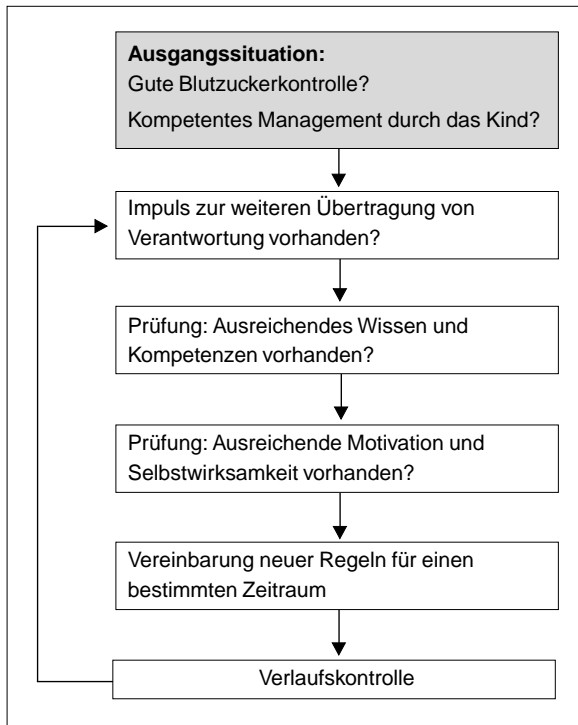 Ausgangssituation:
Gute Blutzuckerkontrolle?
Kompetentes Management durch das Kind?
Impuls zur weiteren Übertragung von
Verantwortung vorhanden?
Prüfung: Ausreichendes Wissen und
Kompetenzen vorhanden?
Prüfung: Ausreichende Motivation und
Selbstwirksamkeit vorhanden?
Vereinbarung neuer Regeln für einen
bestimmten Zeitraum
Verlaufskontrolle